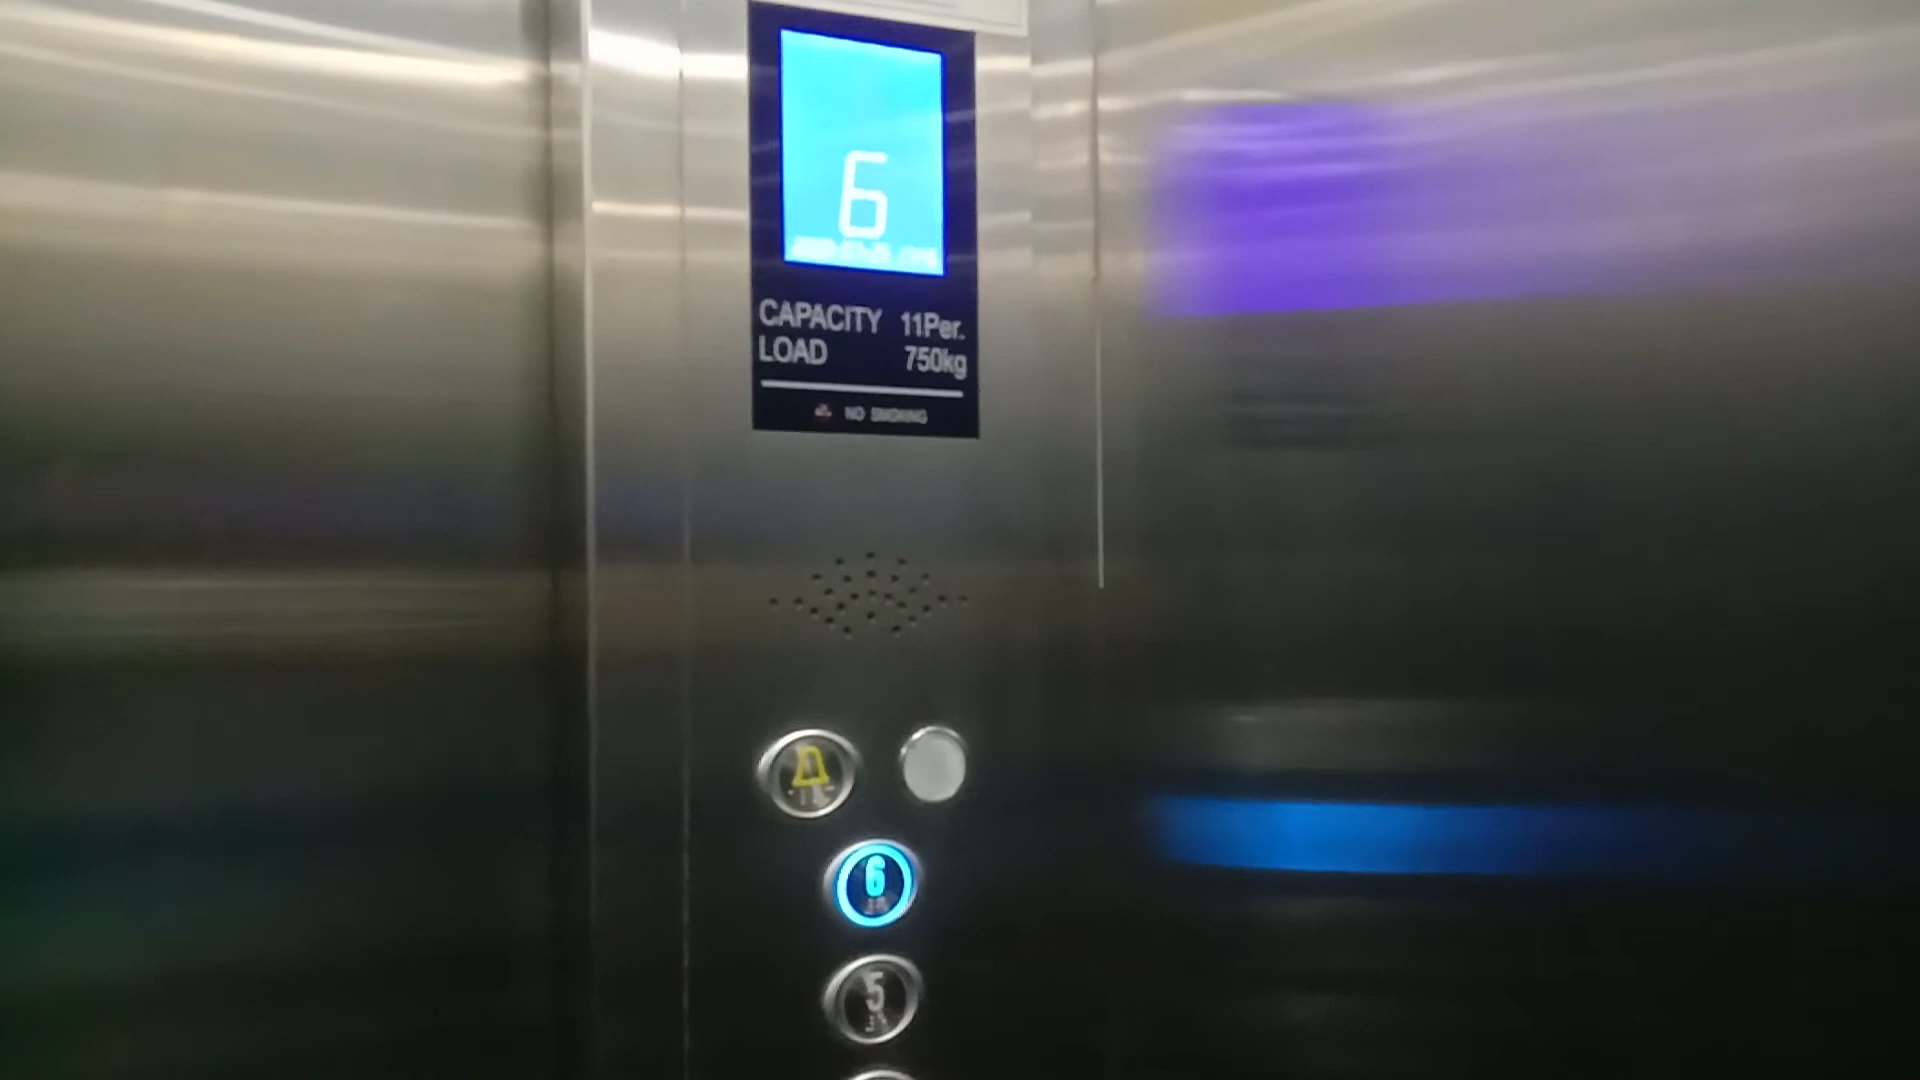 6
CAPACITY 11Per.
LOAD 750kg
NO SMOKING
6
5